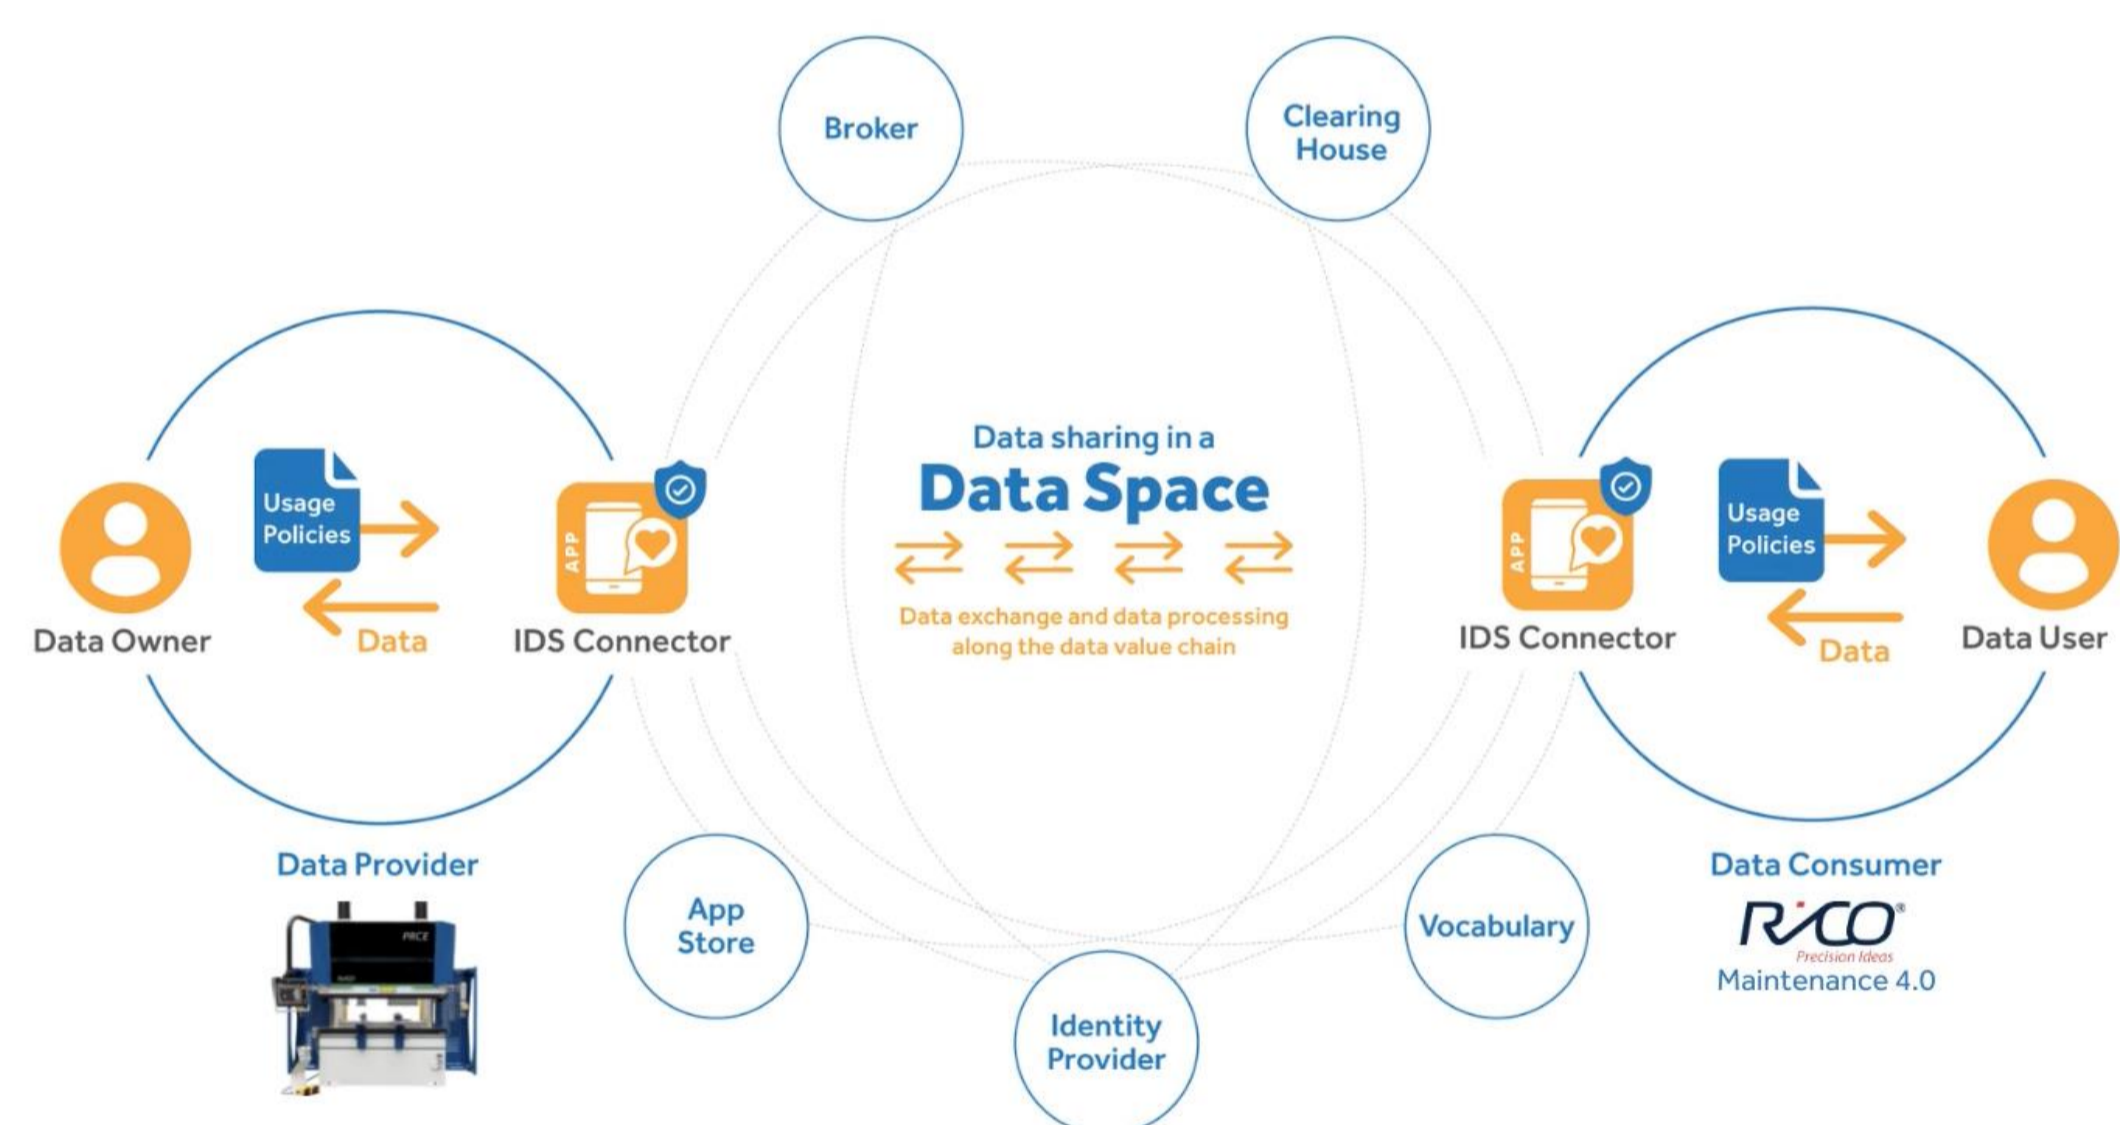 Broker
Clearing
House
Data sharing in a
Data Space
Data exchange and data processing
along the data value chain
Usage
Policies
Data
Data Owner
APP
IDS Connector
Data Provider
PRCE
APP
IDS Connector
Usage
Policies
Data
Data User
Data Consumer
RICO®
Precision Ideas
Maintenance 4.0
App
Store
Identity
Provider
Vocabulary